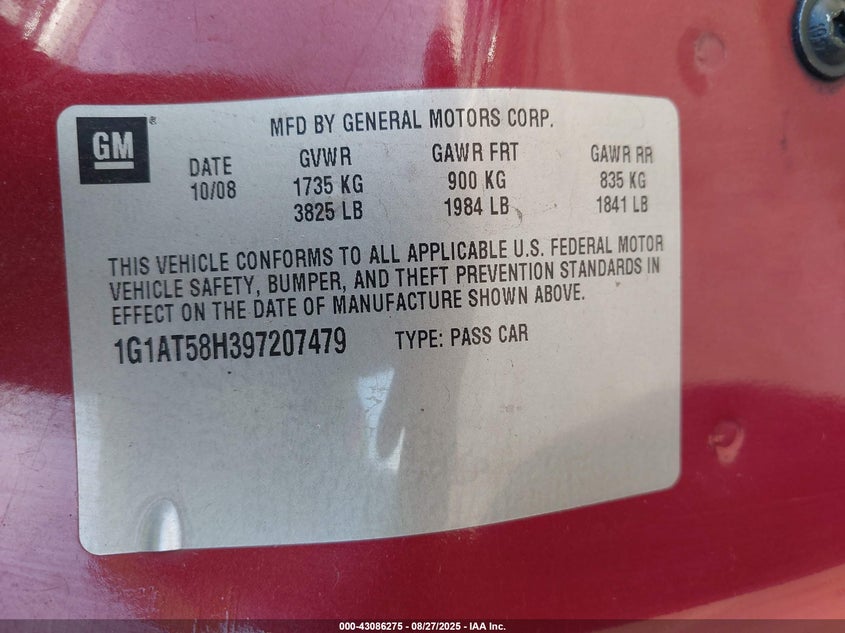 GM
MFD BY GENERAL MOTORS CORP.
DATE GVWR GAWR FRT GAWR RR
10/08 1735 KG 900 KG 835 KG
3825 LB 1984 LB 1841 LB
THIS VEHICLE CONFORMS TO ALL APPLICABLE U.S. FEDERAL MOTOR
VEHICLE SAFETY, BUMPER, AND THEFT PREVENTION STANDARDS IN
EFFECT ON THE DATE OF MANUFACTURE SHOWN ABOVE.
1G1AT58H397207479 TYPE: PASS CAR
000-43086275 - 08/27/2025 - IAA Inc.